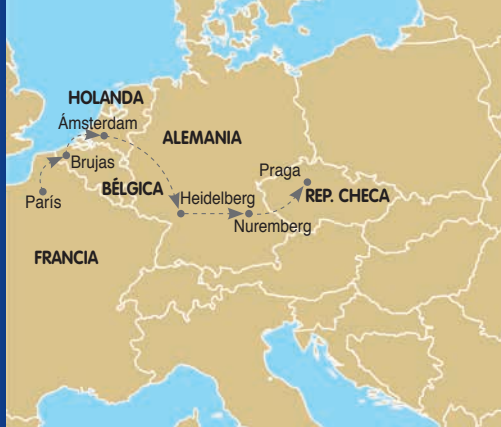 HOLANDA
Ámsterdam
ALEMANIA
Brujas
Praga
BÉLGICA
Heidelberg
REP. CHECA
París
Nuremberg
FRANCIA